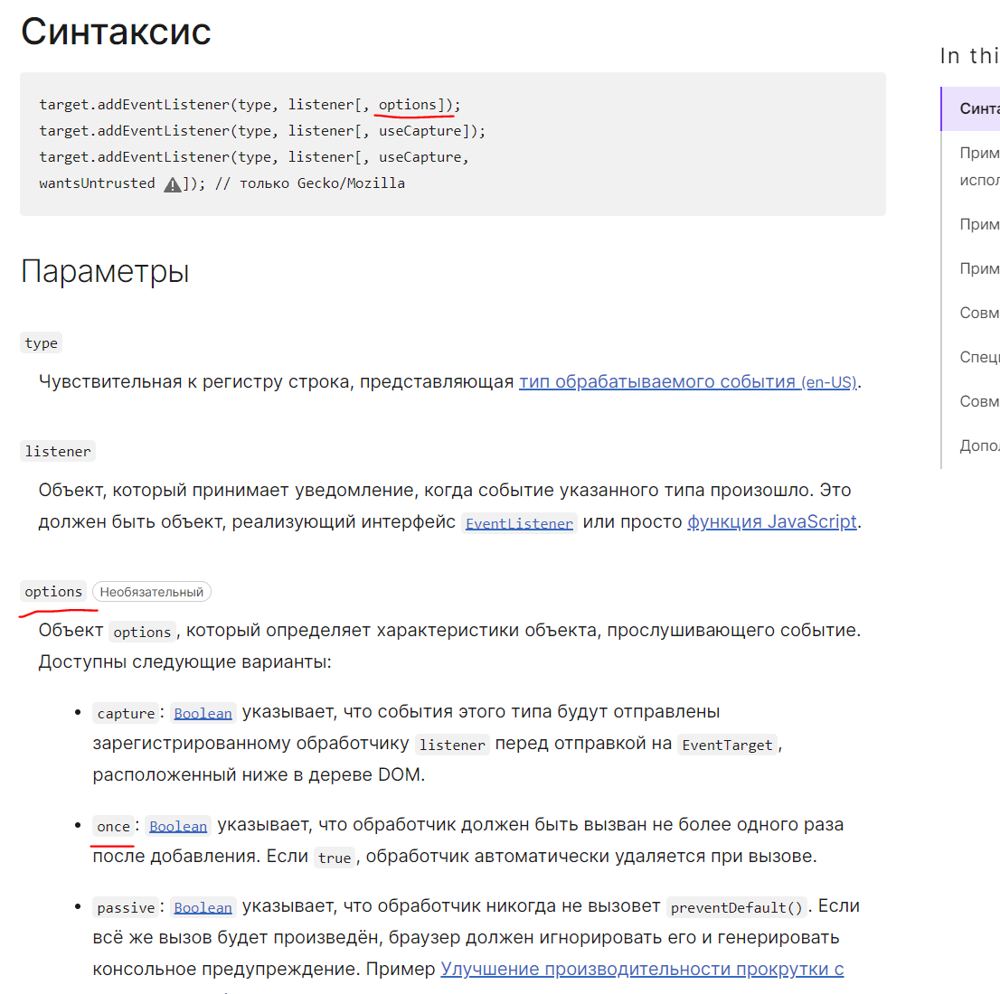 Синтаксис
target.addEventListener(type, listener[, options]);
target.addEventListener(type, listener[, useCapture]);
target.addEventListener(type, listener[, useCapture,
wantsUntrusted ]); // только Gecko/Mozilla
Параметры
type
Чувствительная к регистру строка, представляющая тип обрабатываемого события (en-US).
listener
Объект, который принимает уведомление, когда событие указанного типа произошло. Это
должен быть объект, реализующий интерфейс EventListener или просто функция JavaScript.
options Необязательный
Объект options, который определяет характеристики объекта, прослушивающего событие.
Доступны следующие варианты:
• capture: Boolean указывает, что события этого типа будут отправлены
зарегистрированному обработчику listener перед отправкой на EventTarget,
расположенный ниже в дереве DOM.
• once: Boolean указывает, что обработчик должен быть вызван не более одного раза
после добавления. Если true, обработчик автоматически удаляется при вызове.
• passive: Boolean указывает, что обработчик никогда не вызовет preventDefault(). Если
всё же вызов будет произведён, браузер должен игнорировать его и генерировать
консольное предупреждение. Пример Улучшение производительности прокрутки с
In thi
Синта
Прим
испол
Прим
Прим
Совм
Спец
Совм
Допол